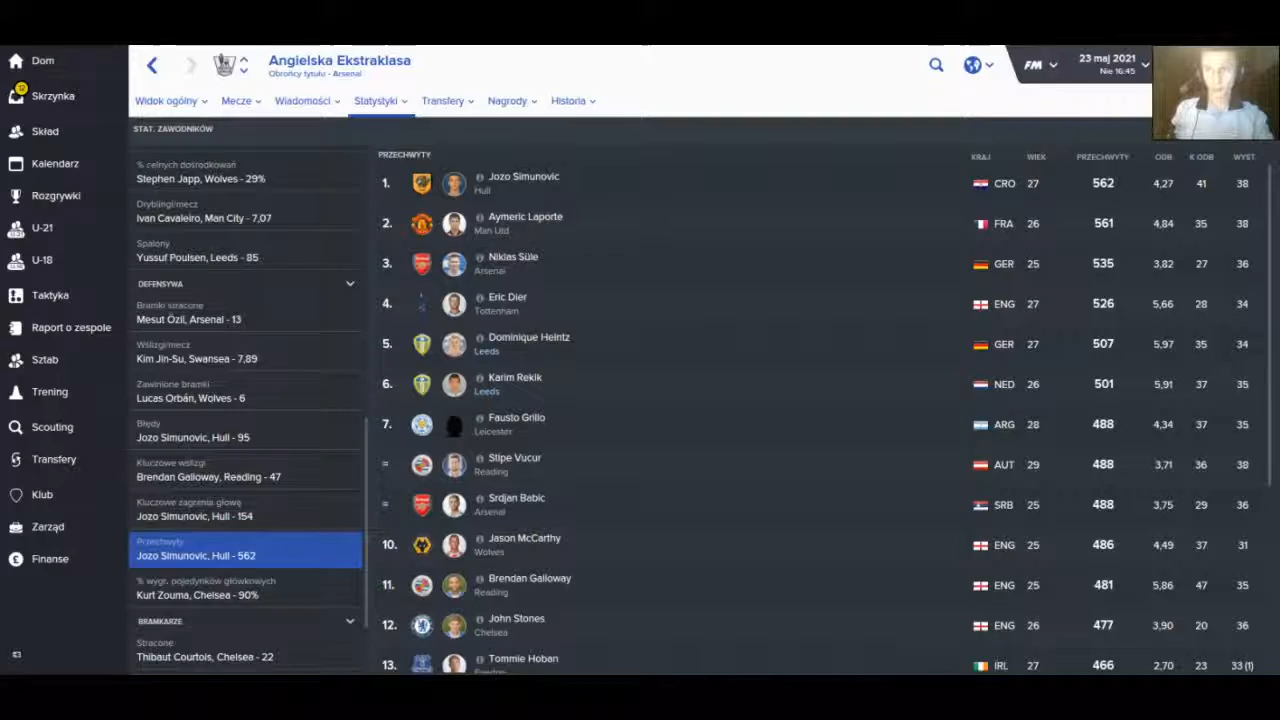 Dom
Skrzynka
12
Skład
Kalendarz
Rozgrywki
U-21
U-18
Taktyka
Raport o zespole
Sztab
Trening
Scouting
Transfery
Klub
Zarząd
Finanse
Angielska Ekstraklasa
Obrońcy tytułu - Arsenal
FM
23 maj 2021
Nie 16:45
Widok ogólny Mecze Wiadomości Statystyki Transfery Nagrody Historia
STAT. ZAWODNIKÓW
% celnych dośrodkowań
Stephen Japp, Wolves - 29%
Dryblingi/mecz
Ivan Cavaleiro, Man City - 7,07
Spalony
Yussuf Poulsen, Leeds - 85
DEFENSYWA
Bramki stracone
Mesut Özil, Arsenal - 13
Wślizgi/mecz
Kim Jin-Su, Swansea - 7,89
Zawinione bramki
Lucas Orbán, Wolves - 6
Błędy
Jozo Simunovic, Hull - 95
Kluczowe wślizgi
Brendan Galloway, Reading - 47
Kluczowe zagrania głową
Jozo Simunovic, Hull - 154
Przechwyty
Jozo Simunovic, Hull - 562
% wygr. pojedynków główkowych
Kurt Zouma, Chelsea - 90%
BRAMKARZE
Stracone
Thibaut Courtois, Chelsea - 22
PRZECHWYTY KRAJ WIEK PRZECHWYTY ODB K ODB WYST.
1. Jozo Simunovic CRO 27 562 4,27 41 38
Hull
2. Aymeric Laporte FRA 26 561 4,84 35 38
Man Utd
3. Niklas Süle GER 25 535 3,82 27 36
Arsenal
4. Eric Dier ENG 27 526 5,66 28 34
Tottenham
5. Dominique Heintz GER 27 507 5,97 35 34
Leeds
6. Karim Rekik NED 26 501 5,91 37 35
Leeds
7. Fausto Grillo ARG 28 488 4,34 37 35
Leicester
= Stipe Vucur AUT 29 488 3,71 36 38
Reading
= Srdjan Babic SRB 25 488 3,75 29 36
Arsenal
10. Jason McCarthy ENG 25 486 4,49 37 31
Wolves
11. Brendan Galloway ENG 25 481 5,86 47 35
Reading
12. John Stones ENG 26 477 3,90 20 36
Chelsea
13. Tommie Hoban IRL 27 466 2,70 23 33 (1)